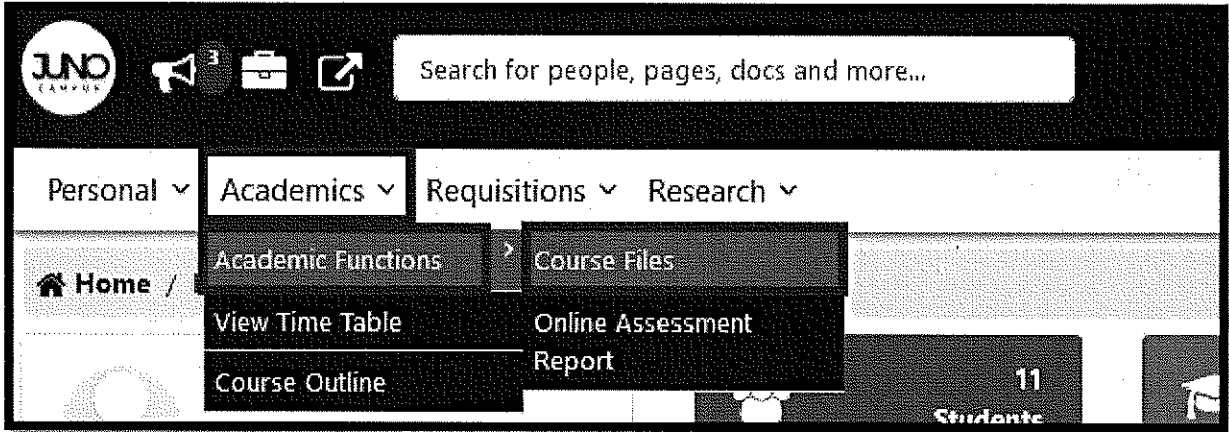 JUNO
CAMPUS
3
Search for people, pages, docs and more...
Personal Academics Requisitions Research
Academic Functions
Course Files
Home /
View Time Table
Online Assessment
Report
Course Outline
11
Students